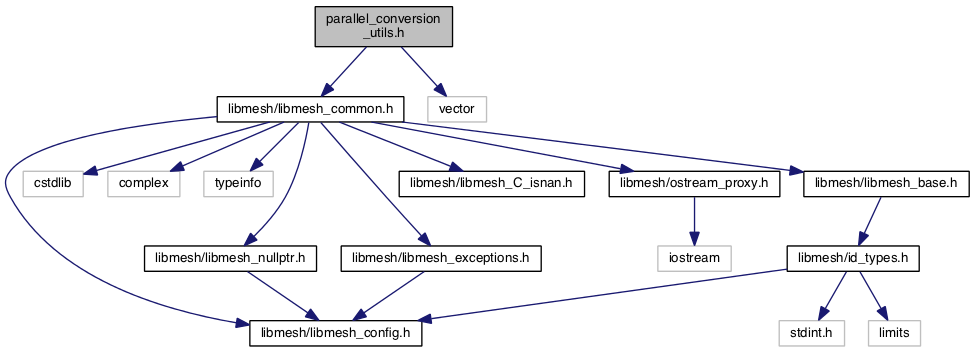 parallel_conversion
_utils.h
libmesh/libmesh_common.h
vector
cstdlib
complex
typeinfo
libmesh/libmesh_C_isnan.h
libmesh/ostream_proxy.h
libmesh/libmesh_base.h
libmesh/libmesh_nullptr.h
libmesh/libmesh_exceptions.h
iostream
libmesh/id_types.h
libmesh/libmesh_config.h
stdint.h
limits